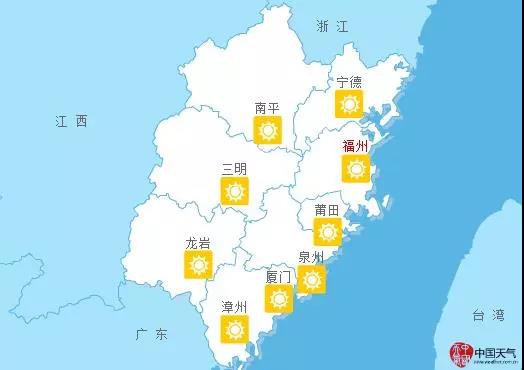 浙江
宁德
江西
南平
福州
三明
莆田
龙岩
泉州
厦门
漳州
台湾
广东
中国天气
www.weather.com.cn